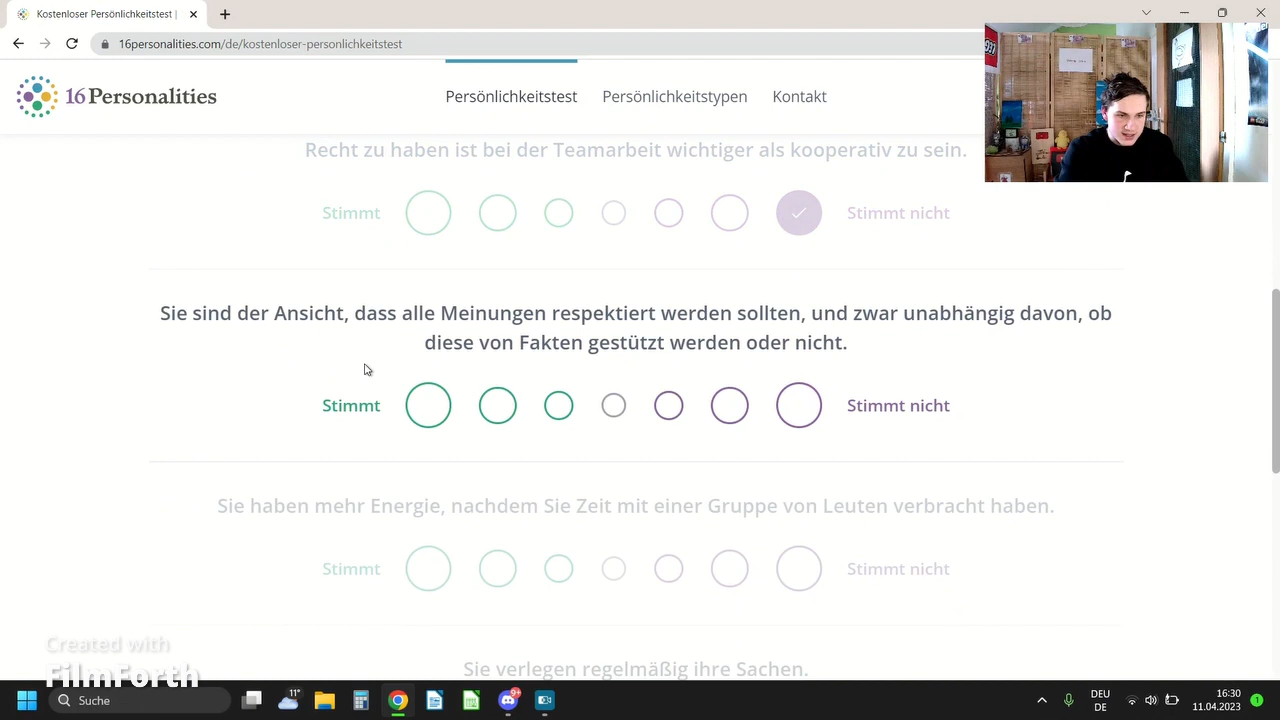 Kostenloser Persönlichkeitstest |
16personalities.com/de/kostenloser-personlichkeitstest
16Personalities
Persönlichkeitstest
Persönlichkeitstypen
Kontakt
Recht zu haben ist bei der Teamarbeit wichtiger als kooperativ zu sein.
Stimmt
Stimmt nicht
Sie sind der Ansicht, dass alle Meinungen respektiert werden sollten, und zwar unabhängig davon, ob
diese von Fakten gestützt werden oder nicht.
Stimmt
Stimmt nicht
Sie haben mehr Energie, nachdem Sie Zeit mit einer Gruppe von Leuten verbracht haben.
Stimmt
Stimmt nicht
Sie verlegen regelmäßig ihre Sachen.
Created with
FilmForth
Suche
11°
9+
DEU
DE
16:30
11.04.2023
1